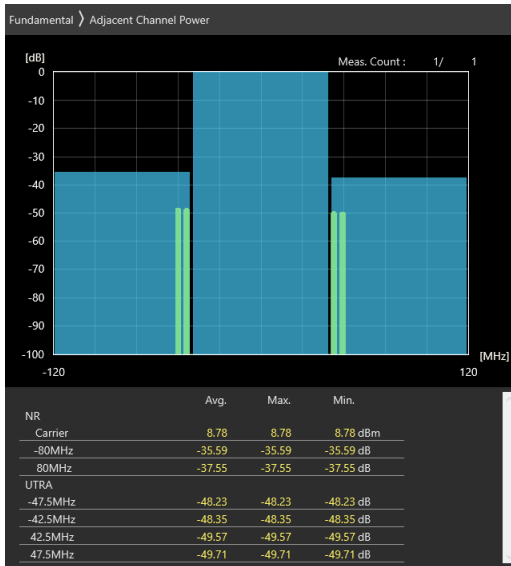 Fundamental 〉 Adjacent Channel Power
[dB] Meas. Count : 1/ 1
0
-10
-20
-30
-40
-50
-60
-70
-80
-90
-100
[MHz]
-120 120
Avg. Max. Min.
NR
Carrier 8.78 8.78 8.78 dBm
-80MHz -35.59 -35.59 -35.59 dB
80MHz -37.55 -37.55 -37.55 dB
UTRA
-47.5MHz -48.23 -48.23 -48.23 dB
-42.5MHz -48.35 -48.35 -48.35 dB
42.5MHz -49.57 -49.57 -49.57 dB
47.5MHz -49.71 -49.71 -49.71 dB